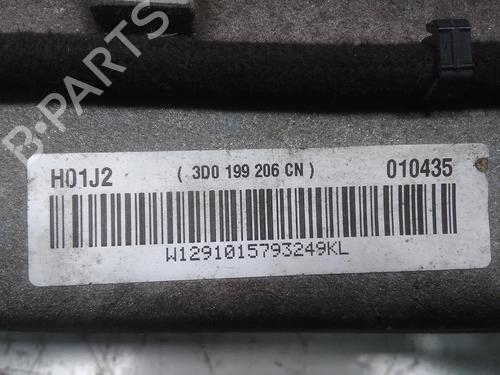 B-PARTS
H01J2 ( 3D0 199 206 CN ) 010435
W1291015793249KL